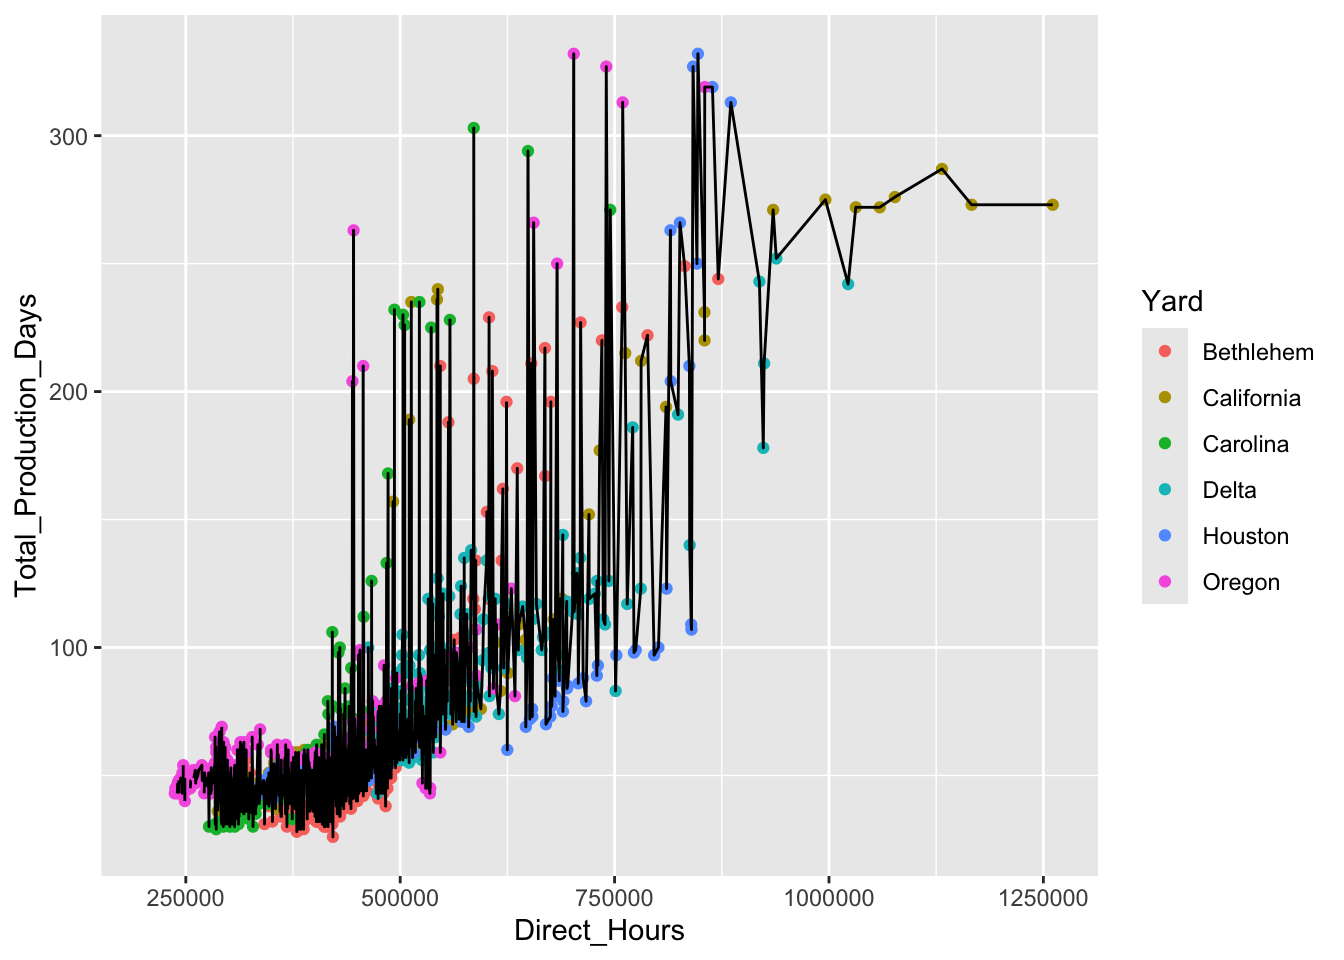 300
200
100
Total_Production_Days
250000
500000
750000
1000000
1250000
Direct_Hours
Yard
Bethlehem
California
Carolina
Delta
Houston
Oregon